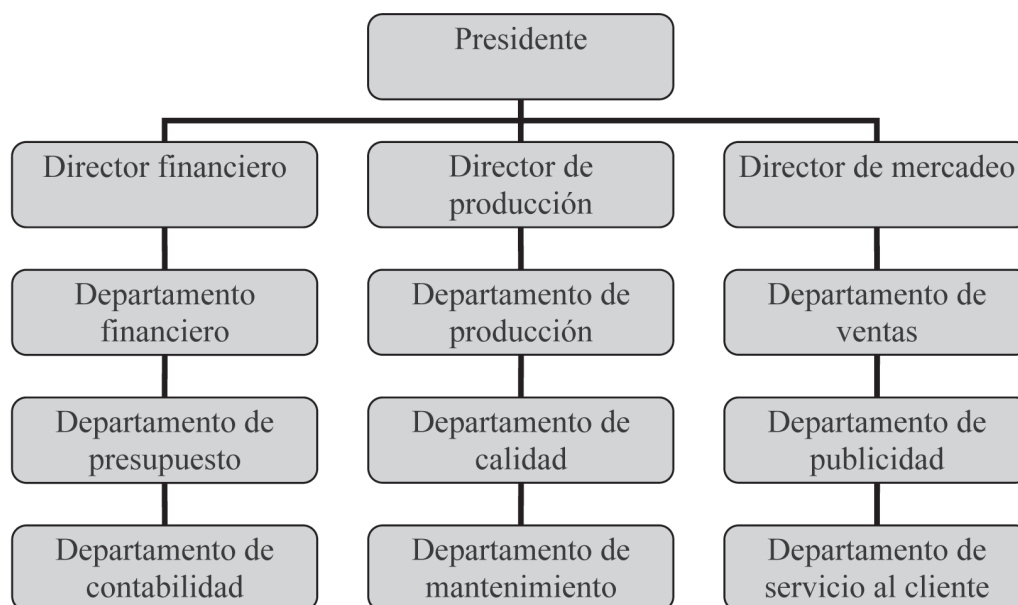 Presidente
Director financiero
Director de
producción
Director de mercadeo
Departamento
financiero
Departamento de
producción
Departamento de
ventas
Departamento de
presupuesto
Departamento de
calidad
Departamento de
publicidad
Departamento de
contabilidad
Departamento de
mantenimiento
Departamento de
servicio al cliente